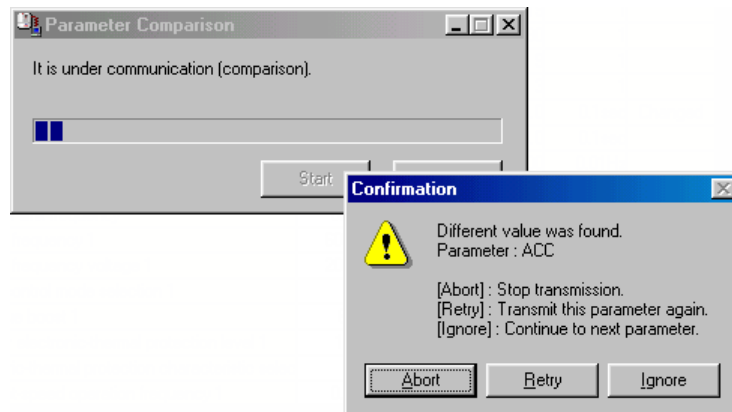 Parameter Comparison
It is under communication (comparison).
Start
Confirmation
Different value was found.
Parameter : ACC
[Abort] : Stop transmission.
[Retry] : Transmit this parameter again.
[Ignore] : Continue to next parameter.
Abort
Retry
Ignore